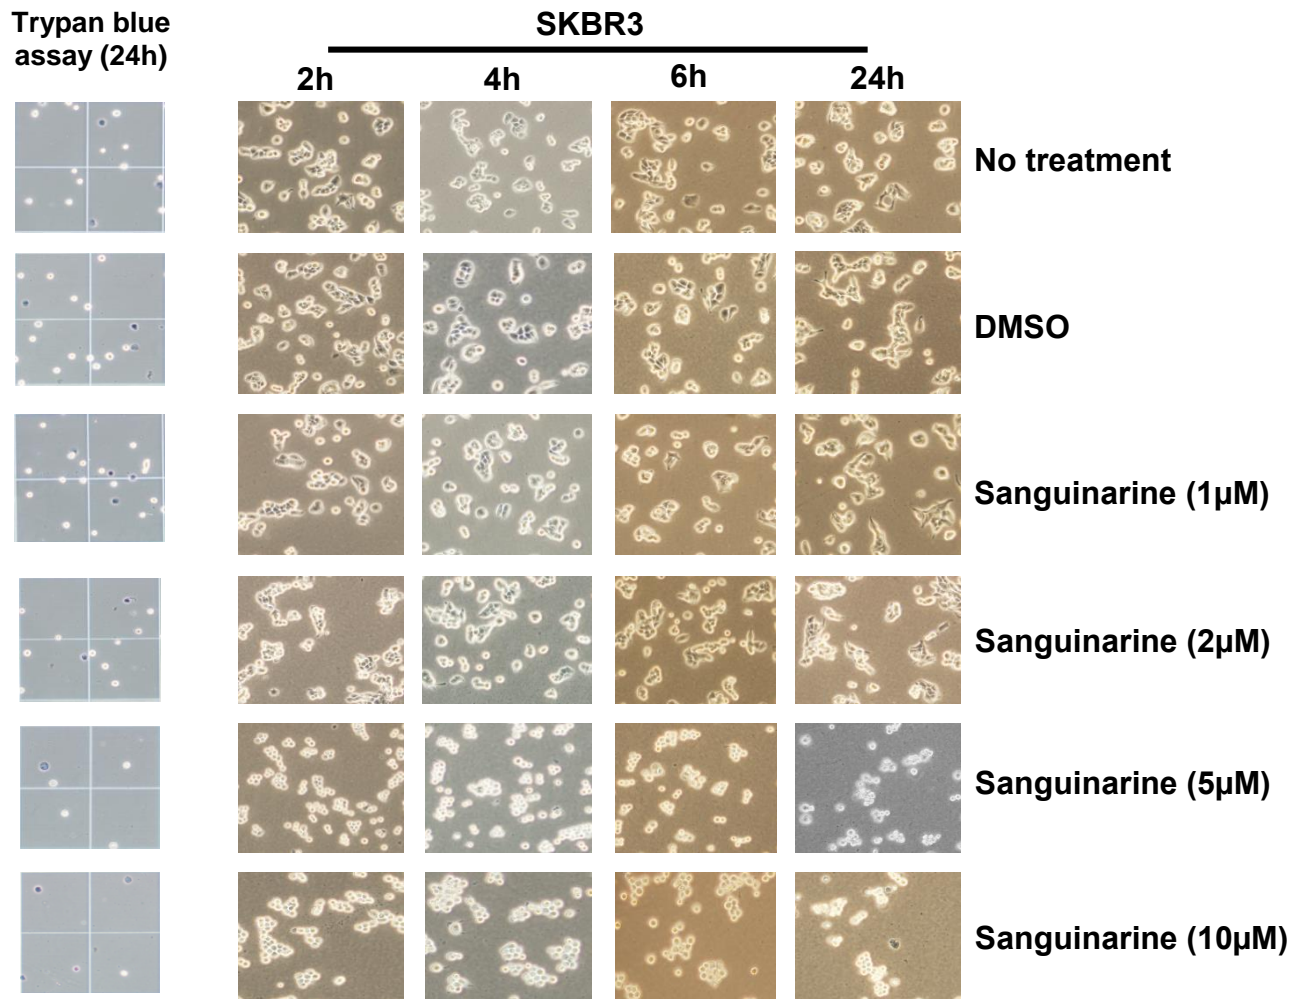 Trypan blue
assay (24h)
SKBR3
2h
4h
6h
24h
No treatment
DMSO
Sanguinarine (1µM)
Sanguinarine (2µM)
Sanguinarine (5µM)
Sanguinarine (10µM)